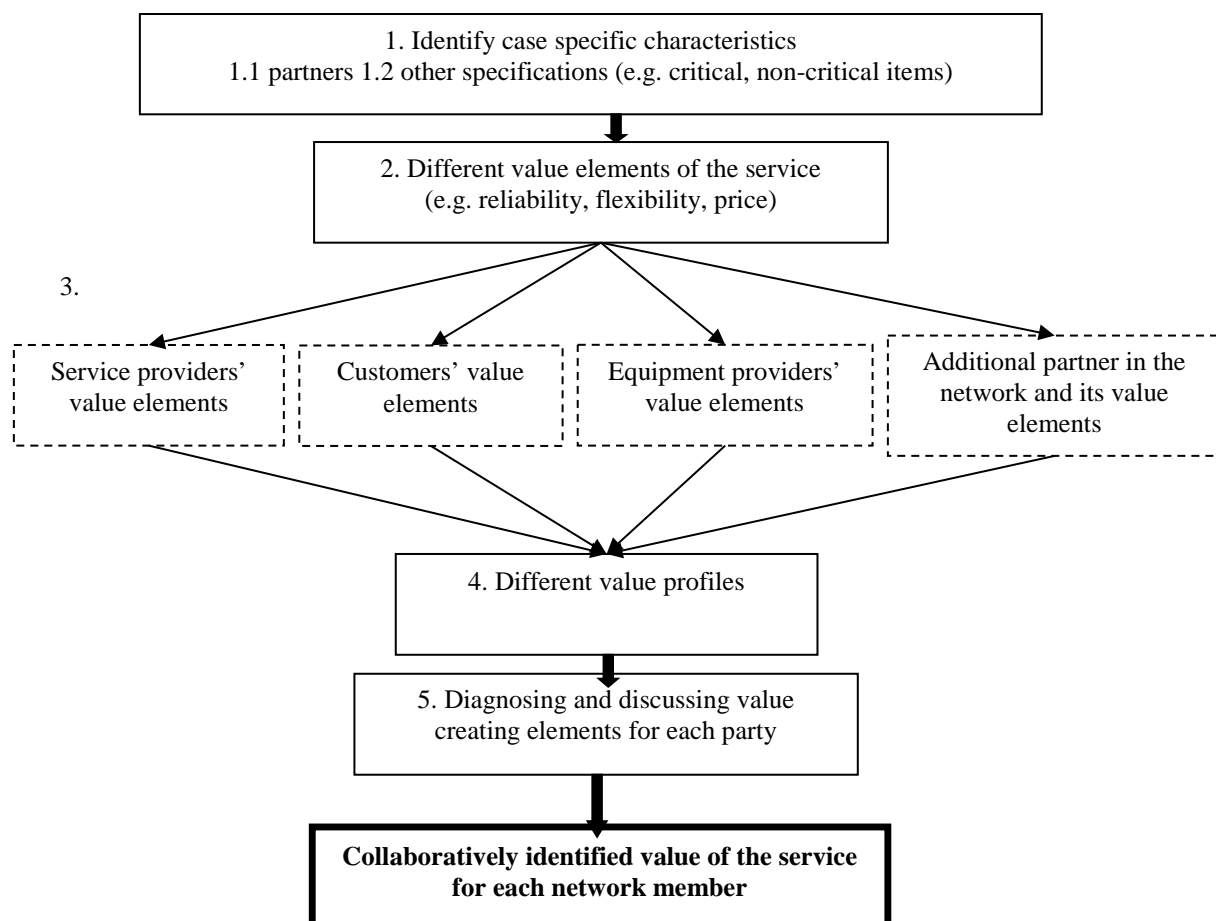 1. Identify case specific characteristics
1.1 partners 1.2 other specifications (e.g. critical, non-critical items)
2. Different value elements of the service
(e.g. reliability, flexibility, price)
3.
Service providers’
value elements
Customers’ value
elements
Equipment providers’
value elements
Additional partner in the
network and its value
elements
4. Different value profiles
5. Diagnosing and discussing value
creating elements for each party
Collaboratively identified value of the service
for each network member